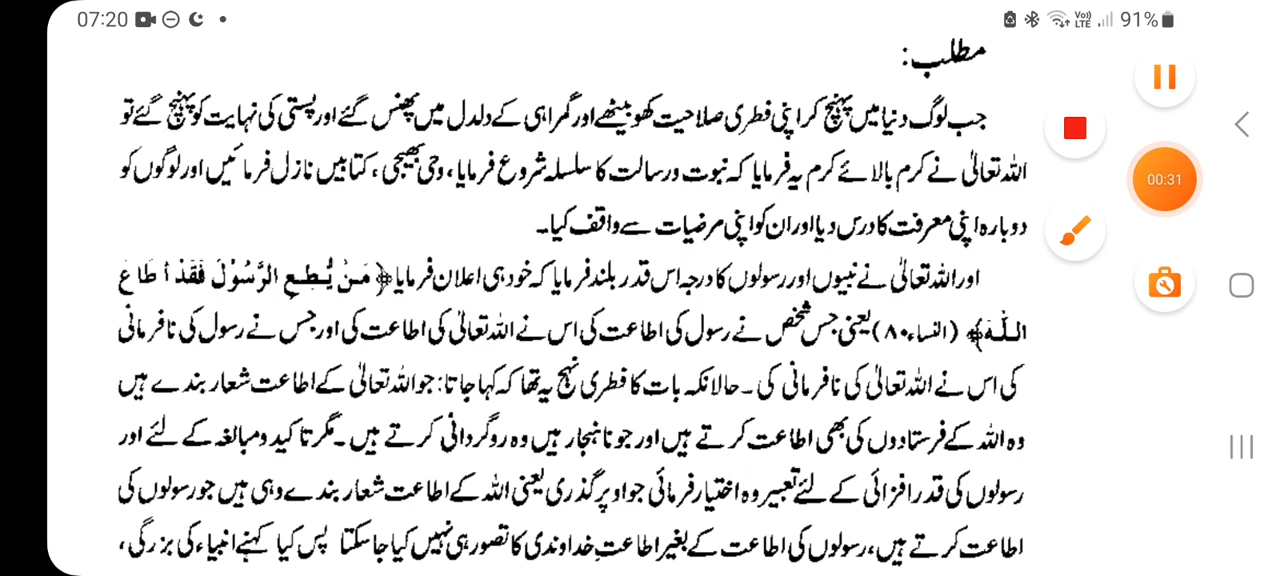 07:20
Vo)) LTE 91%
مطلب:
جب لوگ دنیا میں پہنچ کر اپنی فطری صلاحیت کھو بیٹھے اور گمراہی کے دلدل میں پھنس گئے اور پستی کی نہایت کو پہنچ گئے تو
اللہ تعالیٰ نے کرم بالائے کرم یہ فرمایا کہ نبوت ورسالت کا سلسلہ شروع فرمایا، وحی بھیجی، کتابیں نازل فرمائیں اور لوگوں کو
دوبارہ اپنی معرفت کا درس دیا اور ان کو اپنی مرضیات سے واقف کیا۔
اور اللہ تعالیٰ نے نبیوں اور رسولوں کا درجہ اس قدر بلند فرمایا کہ خود ہی اعلان فرمایا ﴿مَنْ يُّطِعِ الرَّسُوْلَ فَقَدْ أَطَاعَ
اللّٰهَ﴾ (النساء۸۰) یعنی جس شخص نے رسول کی اطاعت کی اس نے اللہ تعالیٰ کی اطاعت کی اور جس نے رسول کی نافرمانی
کی اس نے اللہ تعالیٰ کی نافرمانی کی۔ حالانکہ بات کا فطری نہج یہ تھا کہ کہا جاتا: جو اللہ تعالیٰ کے اطاعت شعار بندے ہیں
وہ اللہ کے فرستادوں کی بھی اطاعت کرتے ہیں اور جو ناہنجار ہیں وہ روگردانی کرتے ہیں۔ مگر تاکید ومبالغہ کے لئے اور
رسولوں کی قدر افزائی کے لئے تعبیر وہ اختیار فرمائی جو اوپر گذری یعنی اللہ کے اطاعت شعار بندے وہی ہیں جو رسولوں کی
اطاعت کرتے ہیں، رسولوں کی اطاعت کے بغیر اطاعتِ خداوندی کا تصور ہی نہیں کیا جاسکتا پس کیا کہنے انبیاء کی بزرگی،
00:31